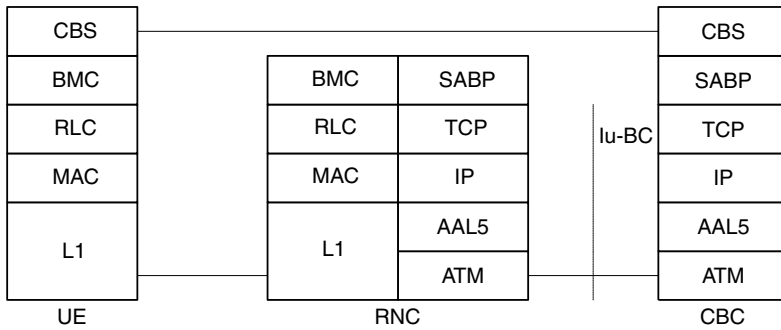 CBS
CBS
BMC
BMC
SABP
SABP
RLC
RLC
TCP
Iu-BC
TCP
MAC
MAC
IP
IP
L1
L1
AAL5
AAL5
ATM
ATM
UE
RNC
CBC